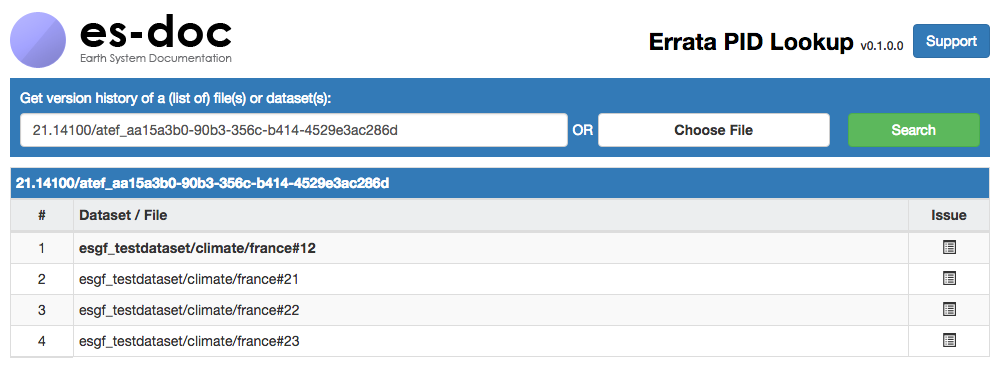 es-doc
Earth System Documentation
Errata PID Lookup v0.1.0.0 Support
Get version history of a (list of) file(s) or dataset(s):
21.14100/atef_aa15a3b0-90b3-356c-b414-4529e3ac286d OR Choose File Search
21.14100/atef_aa15a3b0-90b3-356c-b414-4529e3ac286d
# Dataset / File Issue
1 esgf_testdataset/climate/france#12
2 esgf_testdataset/climate/france#21
3 esgf_testdataset/climate/france#22
4 esgf_testdataset/climate/france#23